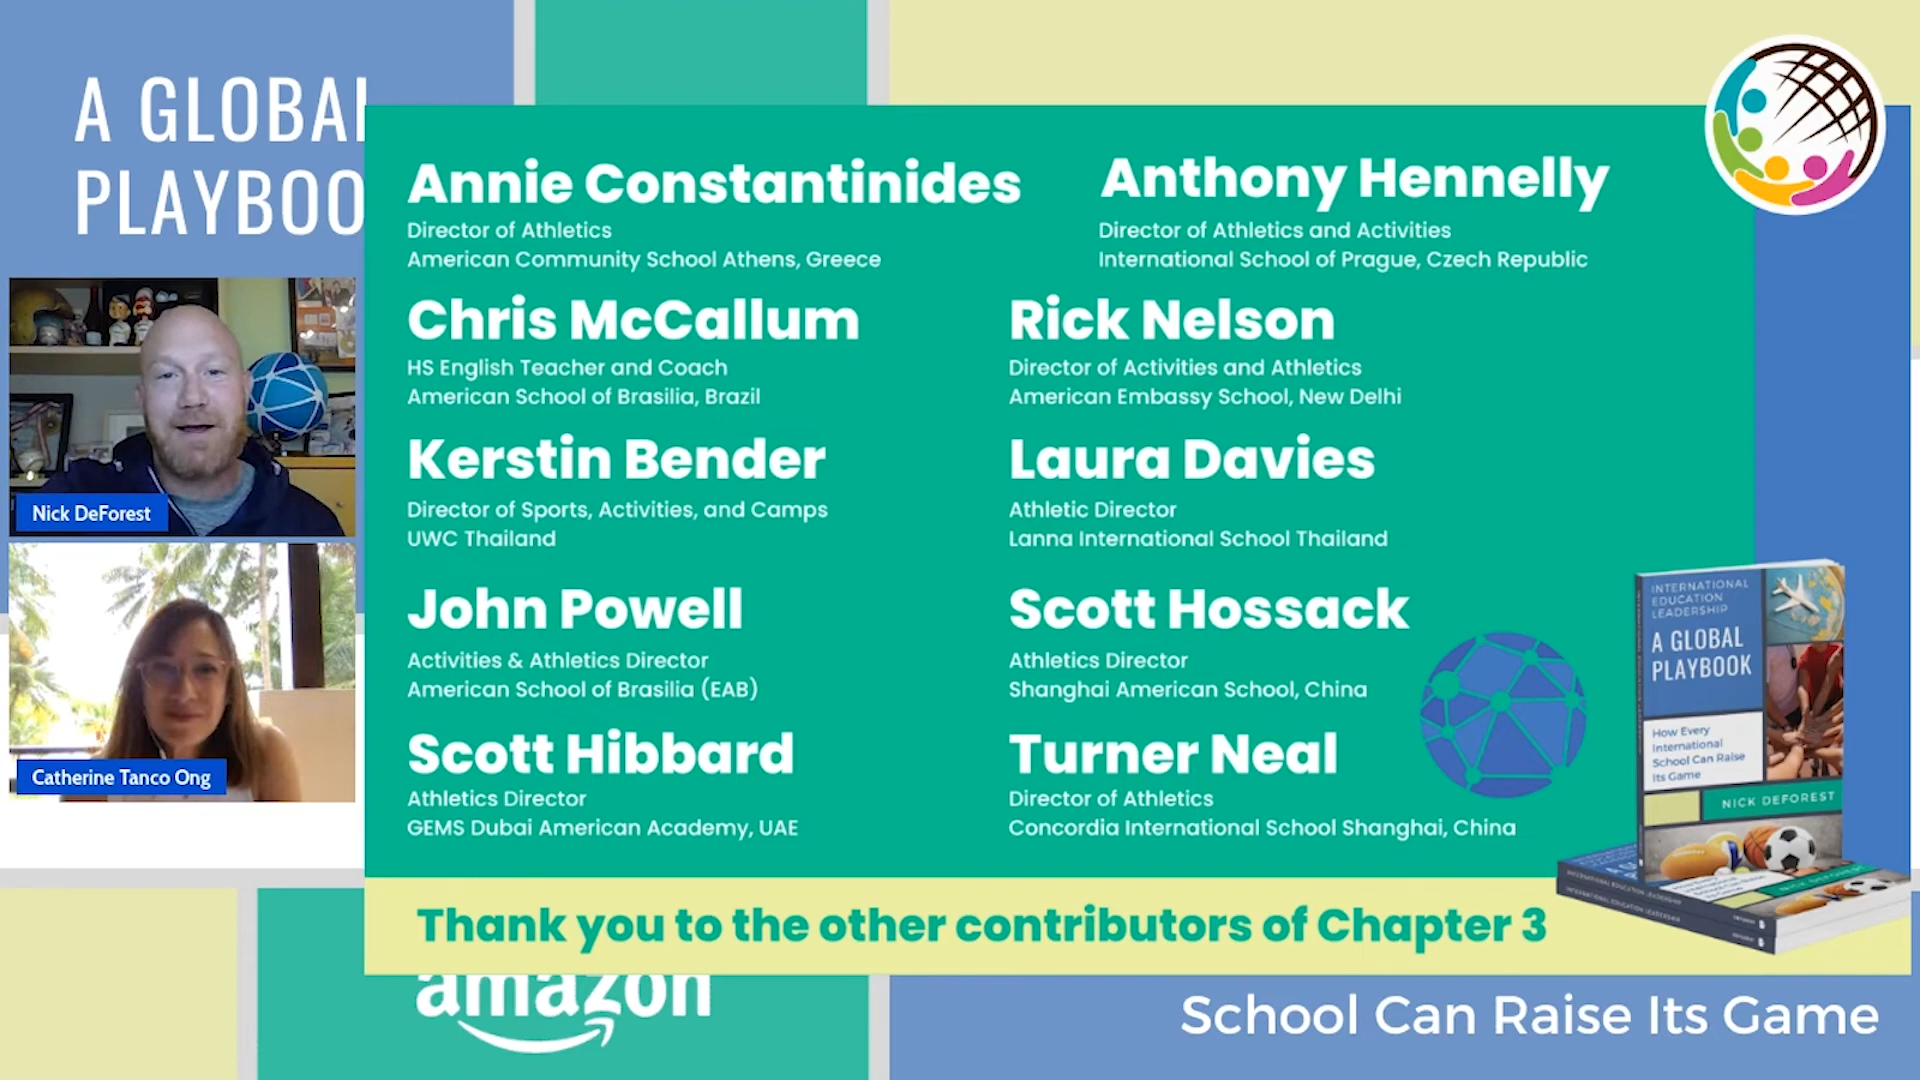 A GLOBAL
PLAYBOO
Nick DeForest
Catherine Tanco Ong
Annie Constantinides
Director of Athletics
American Community School Athens, Greece
Anthony Hennelly
Director of Athletics and Activities
International School of Prague, Czech Republic
Chris McCallum
HS English Teacher and Coach
American School of Brasilia, Brazil
Rick Nelson
Director of Activities and Athletics
American Embassy School, New Delhi
Kerstin Bender
Director of Sports, Activities, and Camps
UWC Thailand
Laura Davies
Athletic Director
Lanna International School Thailand
John Powell
Activities & Athletics Director
American School of Brasilia (EAB)
Scott Hossack
Athletics Director
Shanghai American School, China
Scott Hibbard
Athletics Director
GEMS Dubai American Academy, UAE
Turner Neal
Director of Athletics
Concordia International School Shanghai, China
INTERNATIONAL
EDUCATION
LEADERSHIP
A GLOBAL
PLAYBOOK
How Every
International
School Can Raise
Its Game
NICK DEFOREST
Thank you to the other contributors of Chapter 3
amazon
School Can Raise Its Game